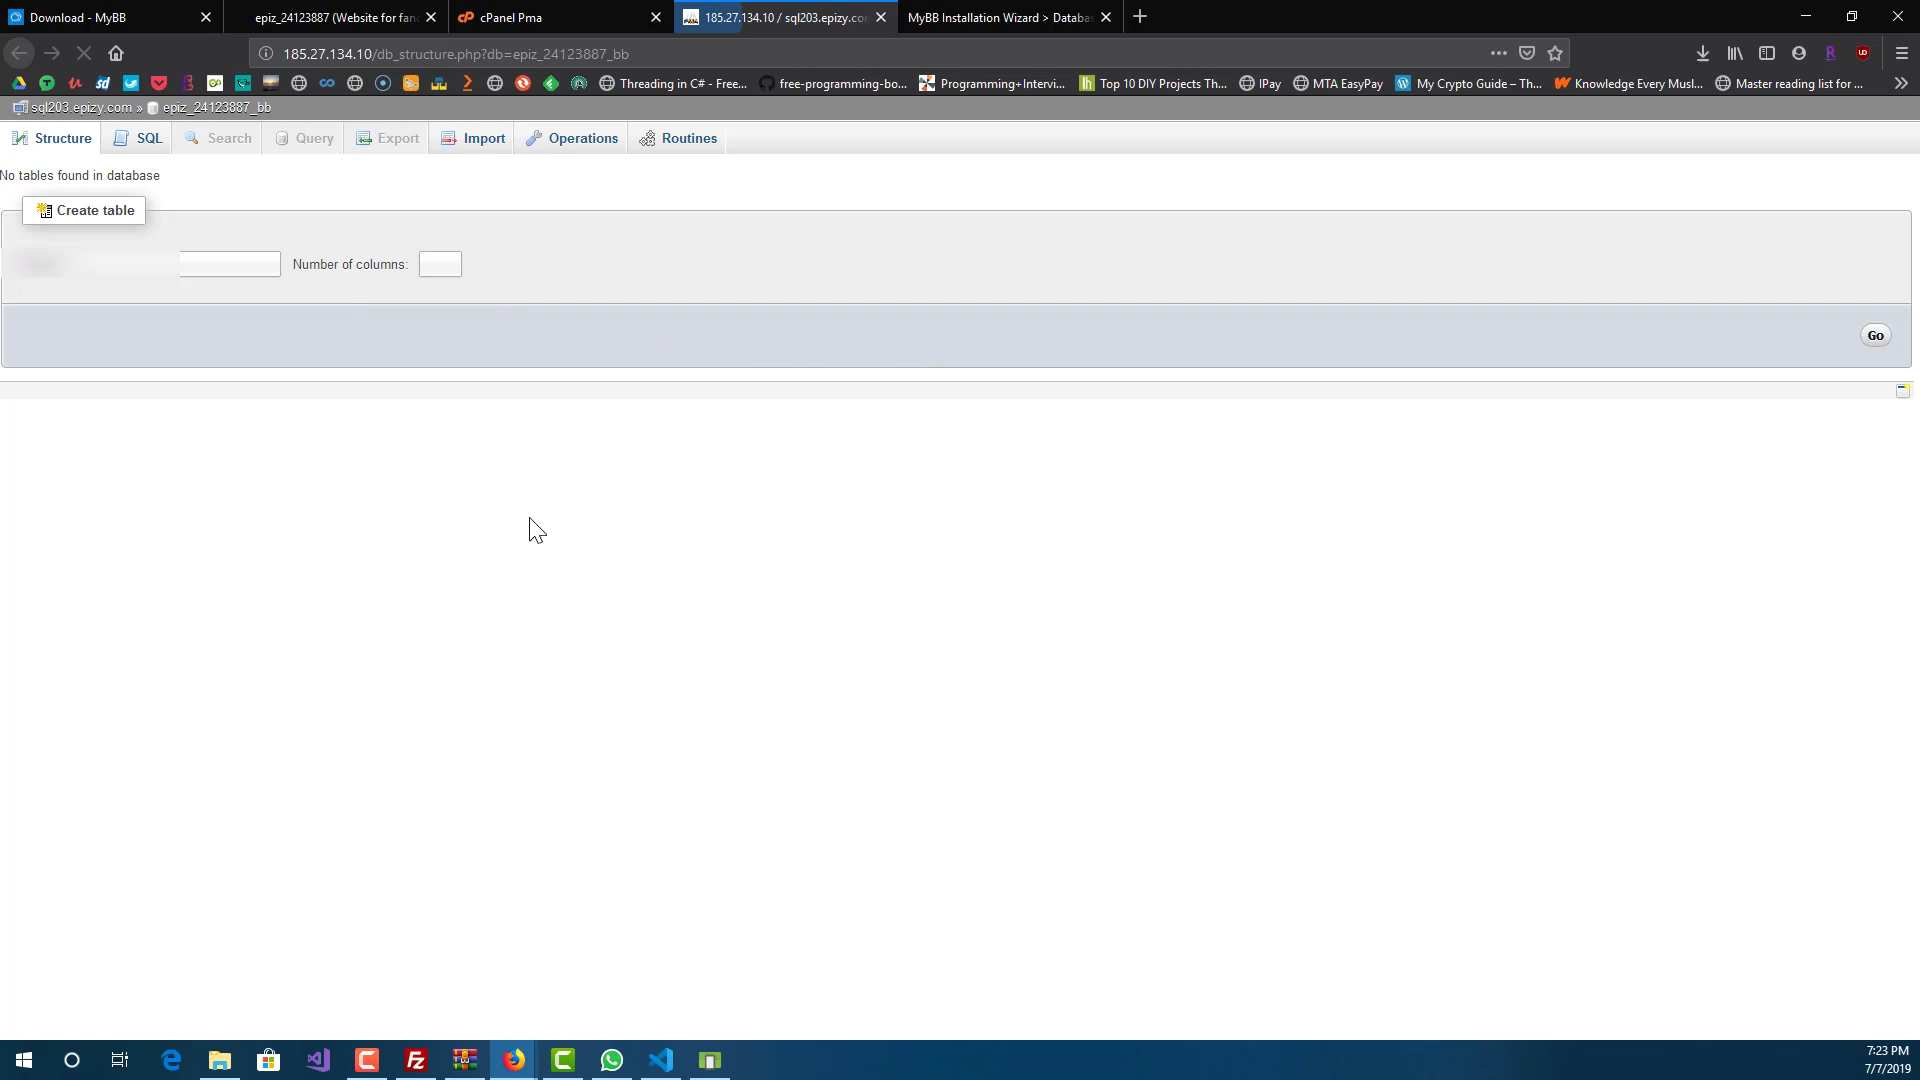 Download - MyBB
epiz_24123887 (Website for fanc
cPanel Pma
185.27.134.10 / sql203.epizy.co
MyBB Installation Wizard > Databa
185.27.134.10/db_structure.php?db=epiz_24123887_bb
Threading in C# - Free...
free-programming-bo...
Programming+Intervi...
Top 10 DIY Projects Th...
IPay
MTA EasyPay
My Crypto Guide – Th...
Knowledge Every Musl...
Master reading list for ...
sql203.epizy.com » epiz_24123887_bb
Structure
SQL
Search
Query
Export
Import
Operations
Routines
No tables found in database
Create table
Number of columns:
Go
7:23 PM
7/7/2019